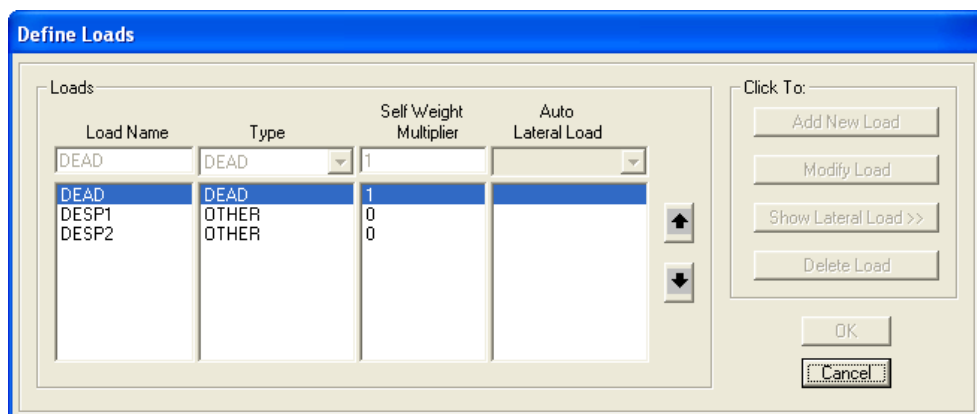 Define Loads
Loads
Click To:
Load Name
Type
Self Weight
Multiplier
Auto
Lateral Load
DEAD DEAD 1
DEAD DEAD 1
DESP1 OTHER 0
DESP2 OTHER 0
Add New Load
Modify Load
Show Lateral Load >>
Delete Load
OK
Cancel